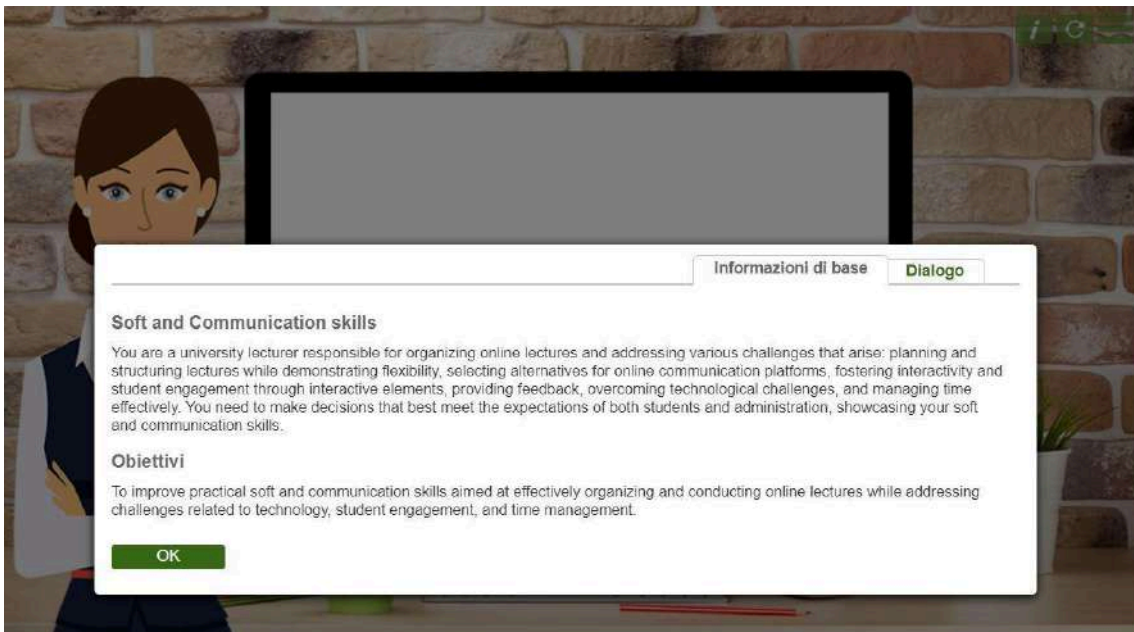 Informazioni di base
Dialogo
Soft and Communication skills
You are a university lecturer responsible for organizing online lectures and addressing various challenges that arise: planning and
structuring lectures while demonstrating flexibility, selecting alternatives for online communication platforms, fostering interactivity and
student engagement through interactive elements, providing feedback, overcoming technological challenges, and managing time
effectively. You need to make decisions that best meet the expectations of both students and administration, showcasing your soft
and communication skills.
Obiettivi
To improve practical soft and communication skills aimed at effectively organizing and conducting online lectures while addressing
challenges related to technology, student engagement, and time management.
OK